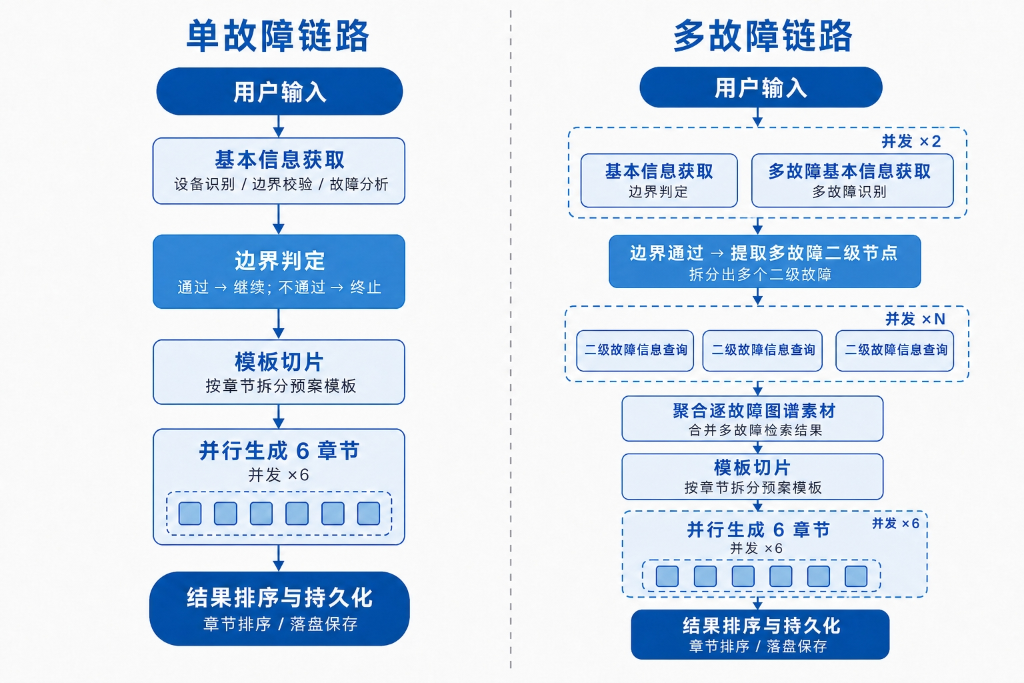 单故障链路
用户输入
基本信息获取
设备识别 / 边界校验 / 故障分析
边界判定
通过 → 继续; 不通过 → 终止
模板切片
按章节拆分预案模板
并行生成 6 章节
并发 ×6
结果排序与持久化
章节排序 / 落盘保存
多故障链路
用户输入
并发 ×2
基本信息获取
边界判定
多故障基本信息获取
多故障识别
边界通过 → 提取多故障二级节点
拆分出多个二级故障
并发 ×N
二级故障信息查询
二级故障信息查询
二级故障信息查询
聚合逐故障图谱素材
合并多故障检索结果
模板切片
按章节拆分预案模板
并行生成 6 章节
并发 ×6
并发 ×6
结果排序与持久化
章节排序 / 落盘保存